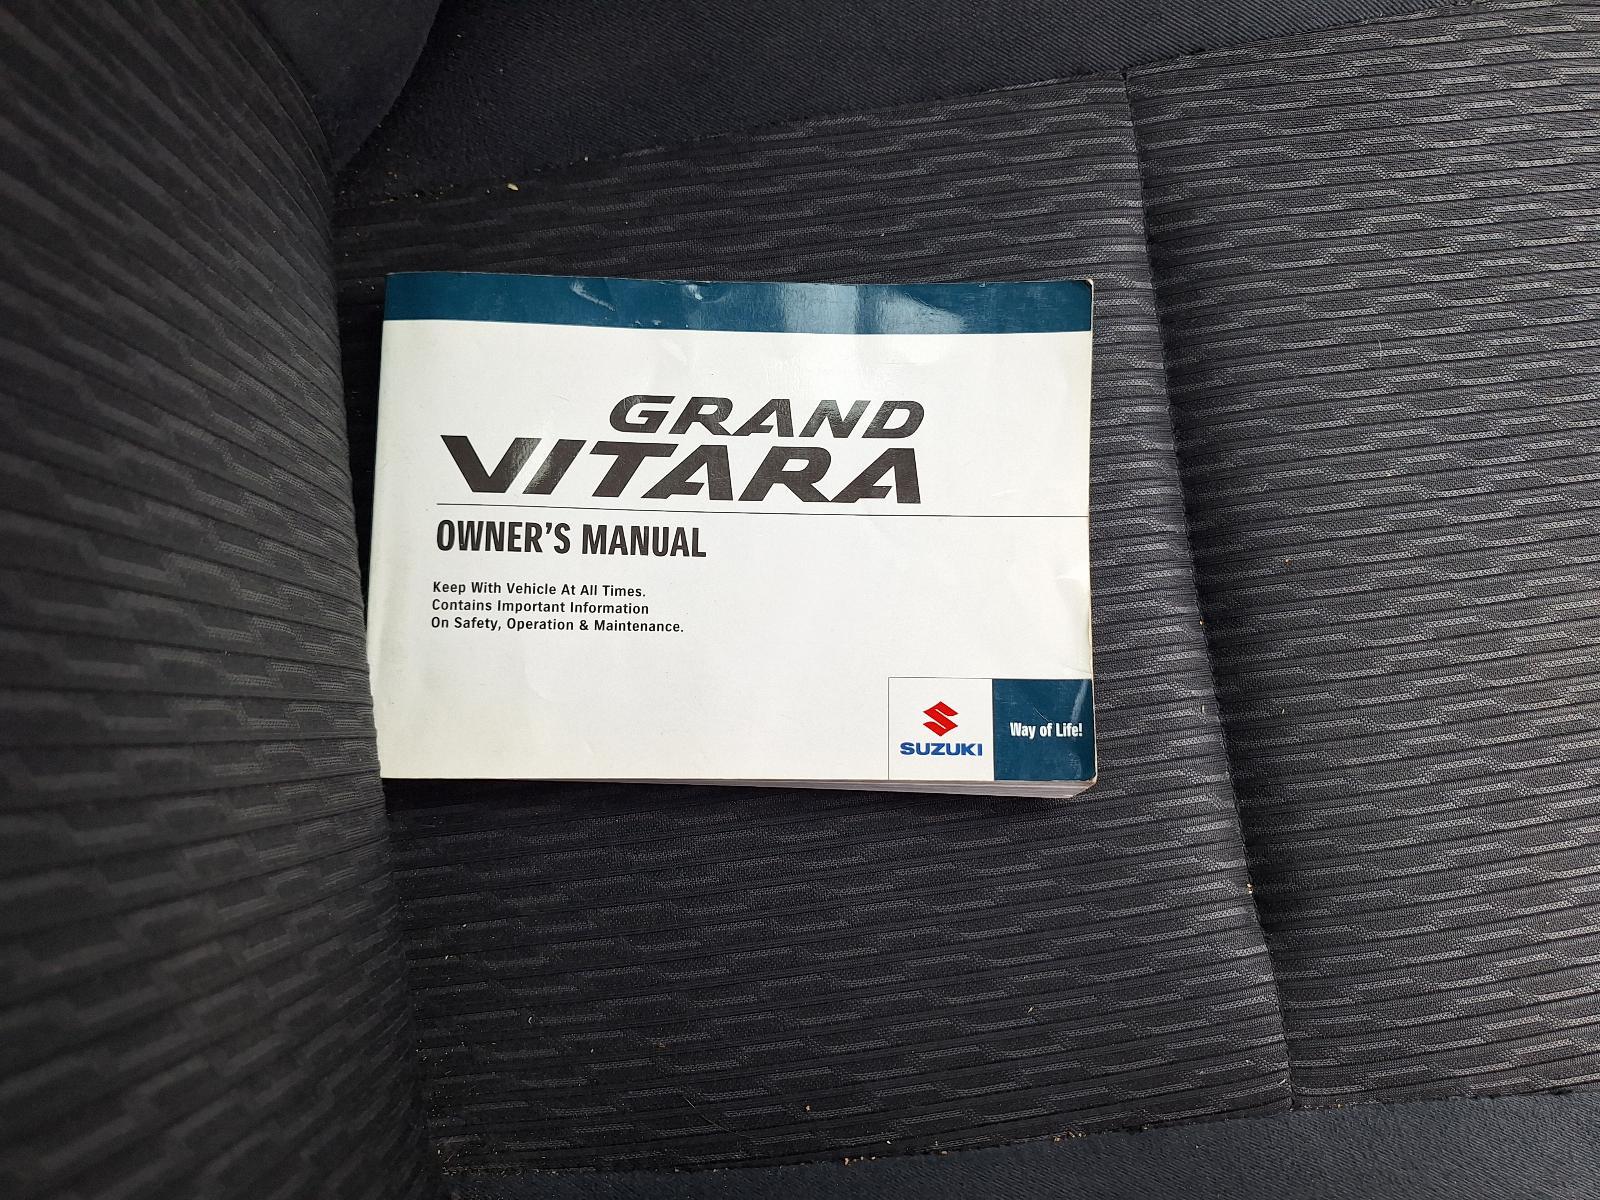 GRAND
VITARA
OWNER'S MANUAL
Keep With Vehicle At All Times.
Contains Important Information
On Safety, Operation & Maintenance.
SUZUKI
Way of Life!